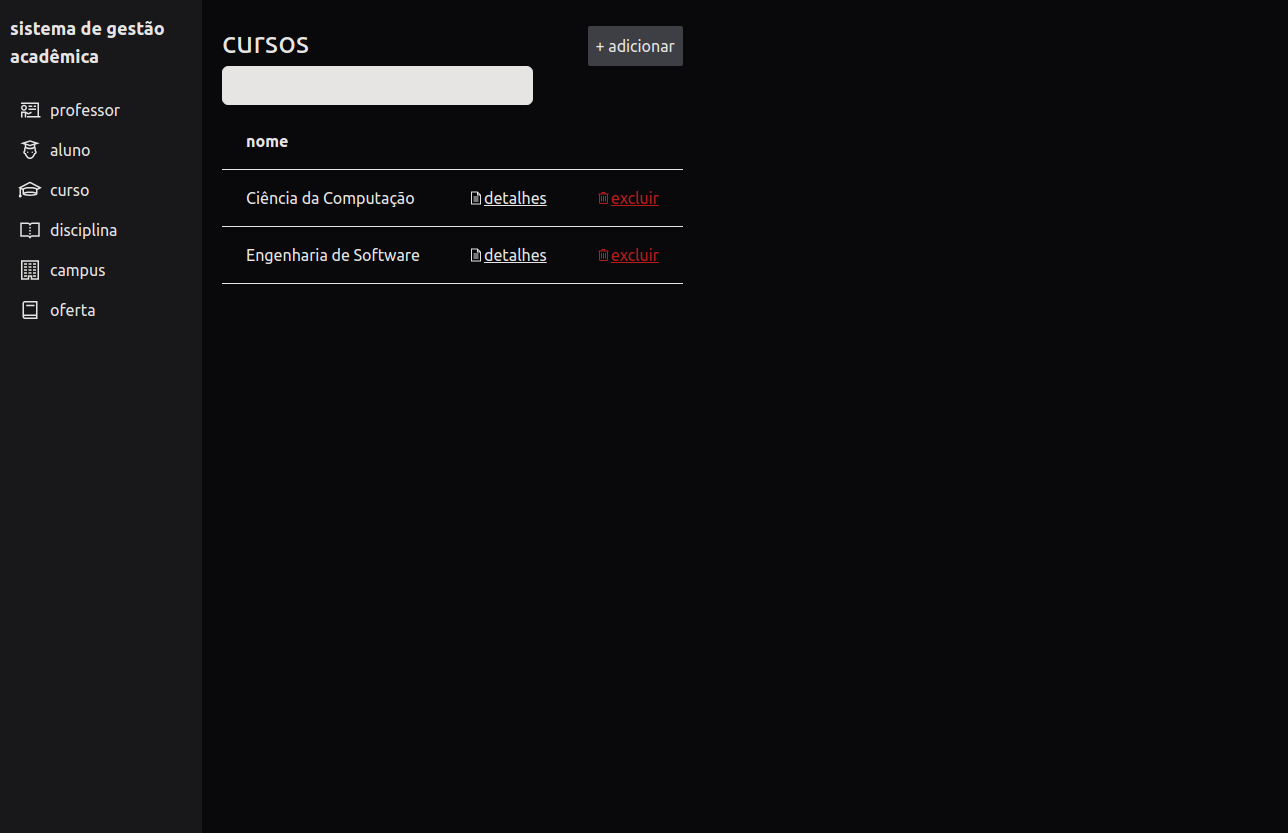 sistema de gestão
acadêmica
professor
aluno
curso
disciplina
campus
oferta
cursos
+ adicionar
nome
Ciência da Computação detalhes excluir
Engenharia de Software detalhes excluir